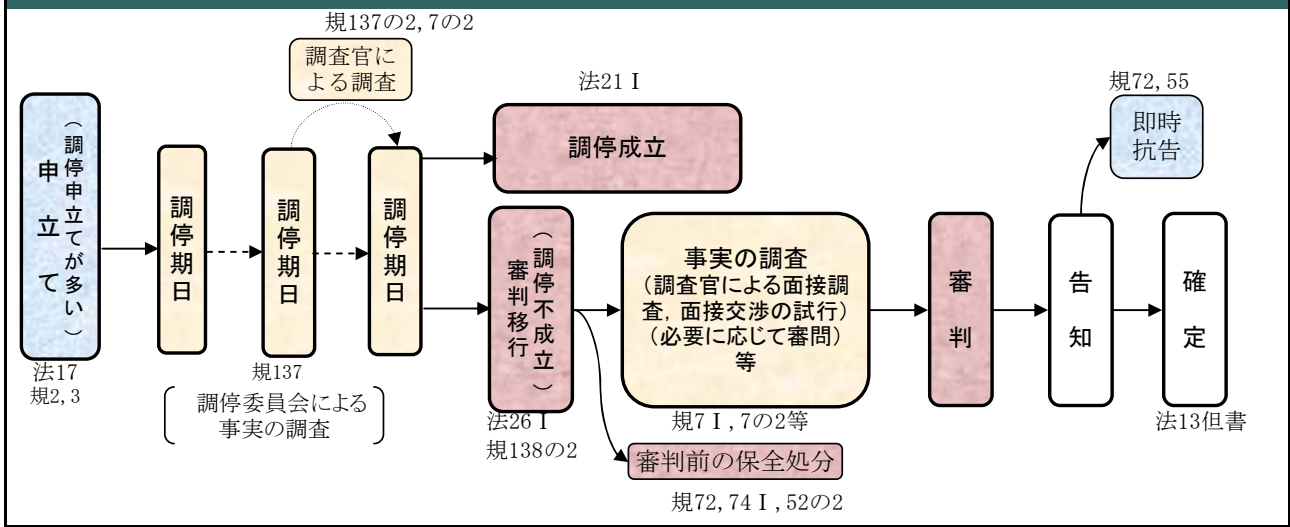 規137の2,7の2
調査官に
よる調査
法21Ⅰ
規72,55
即時
抗告
申立て
（調停申立てが多い）
調停期日
調停期日
調停期日
調停成立
審判移行
（調停不成立）
事実の調査
（調査官による面接調
査，面接交渉の試行）
（必要に応じて審問）
等
審判
告知
確定
法17
規2,3
規137
調停委員会による
事実の調査
法26Ⅰ
規138の2
規7Ⅰ,7の2等
法13但書
審判前の保全処分
規72,74Ⅰ,52の2